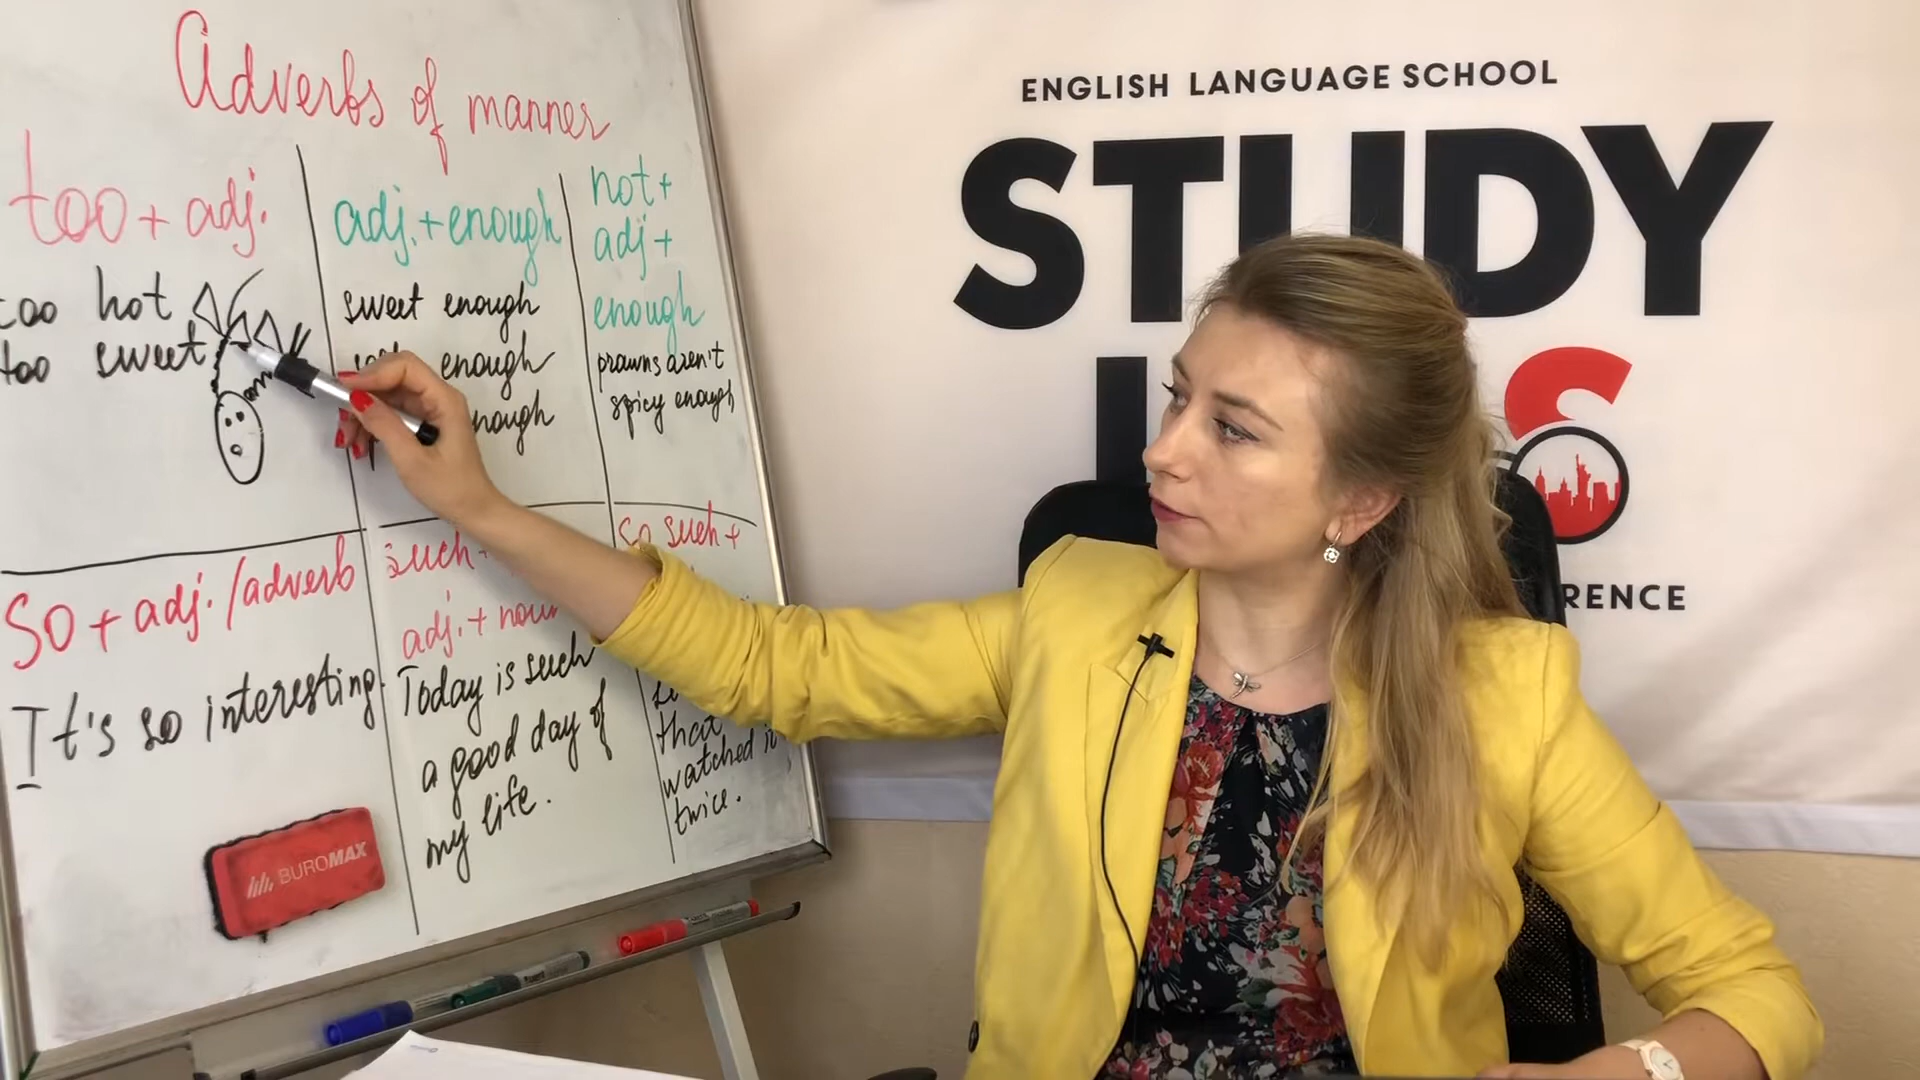 Adverbs of manner
too + adj.
too hot
too sweet
adj. + enough
sweet enough
enough
enough
not +
adj +
enough
prawns aren't
spicy enough
So + adj. /adverb
It's so interesting.
such +
adj. + noun
Today is such
a good day of
my life.
so such +
that
watched it
twice.
BUROMAX
ENGLISH LANGUAGE SCHOOL
STUDY